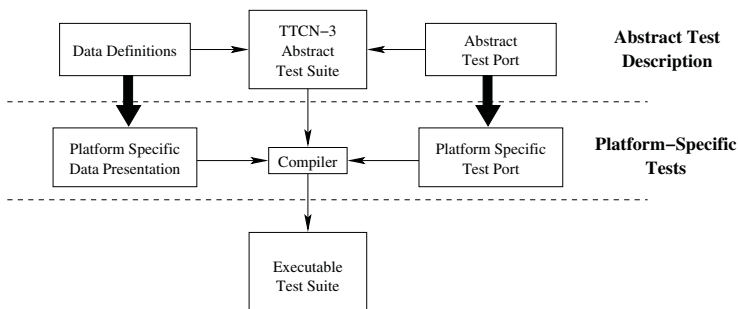 Data Definitions
TTCN−3
Abstract
Test Suite
Abstract
Test Port
Abstract Test
Description
Platform Specific
Data Presentation
Compiler
Platform Specific
Test Port
Platform−Specific
Tests
Executable
Test Suite